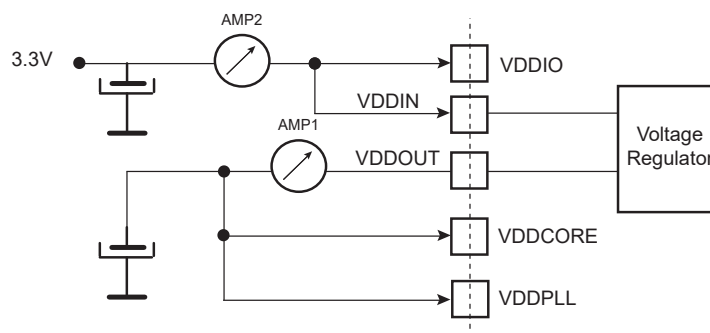 AMP2
3.3V
VDDIO
VDDIN
AMP1
VDDOUT
Voltage
Regulator
VDDCORE
VDDPLL